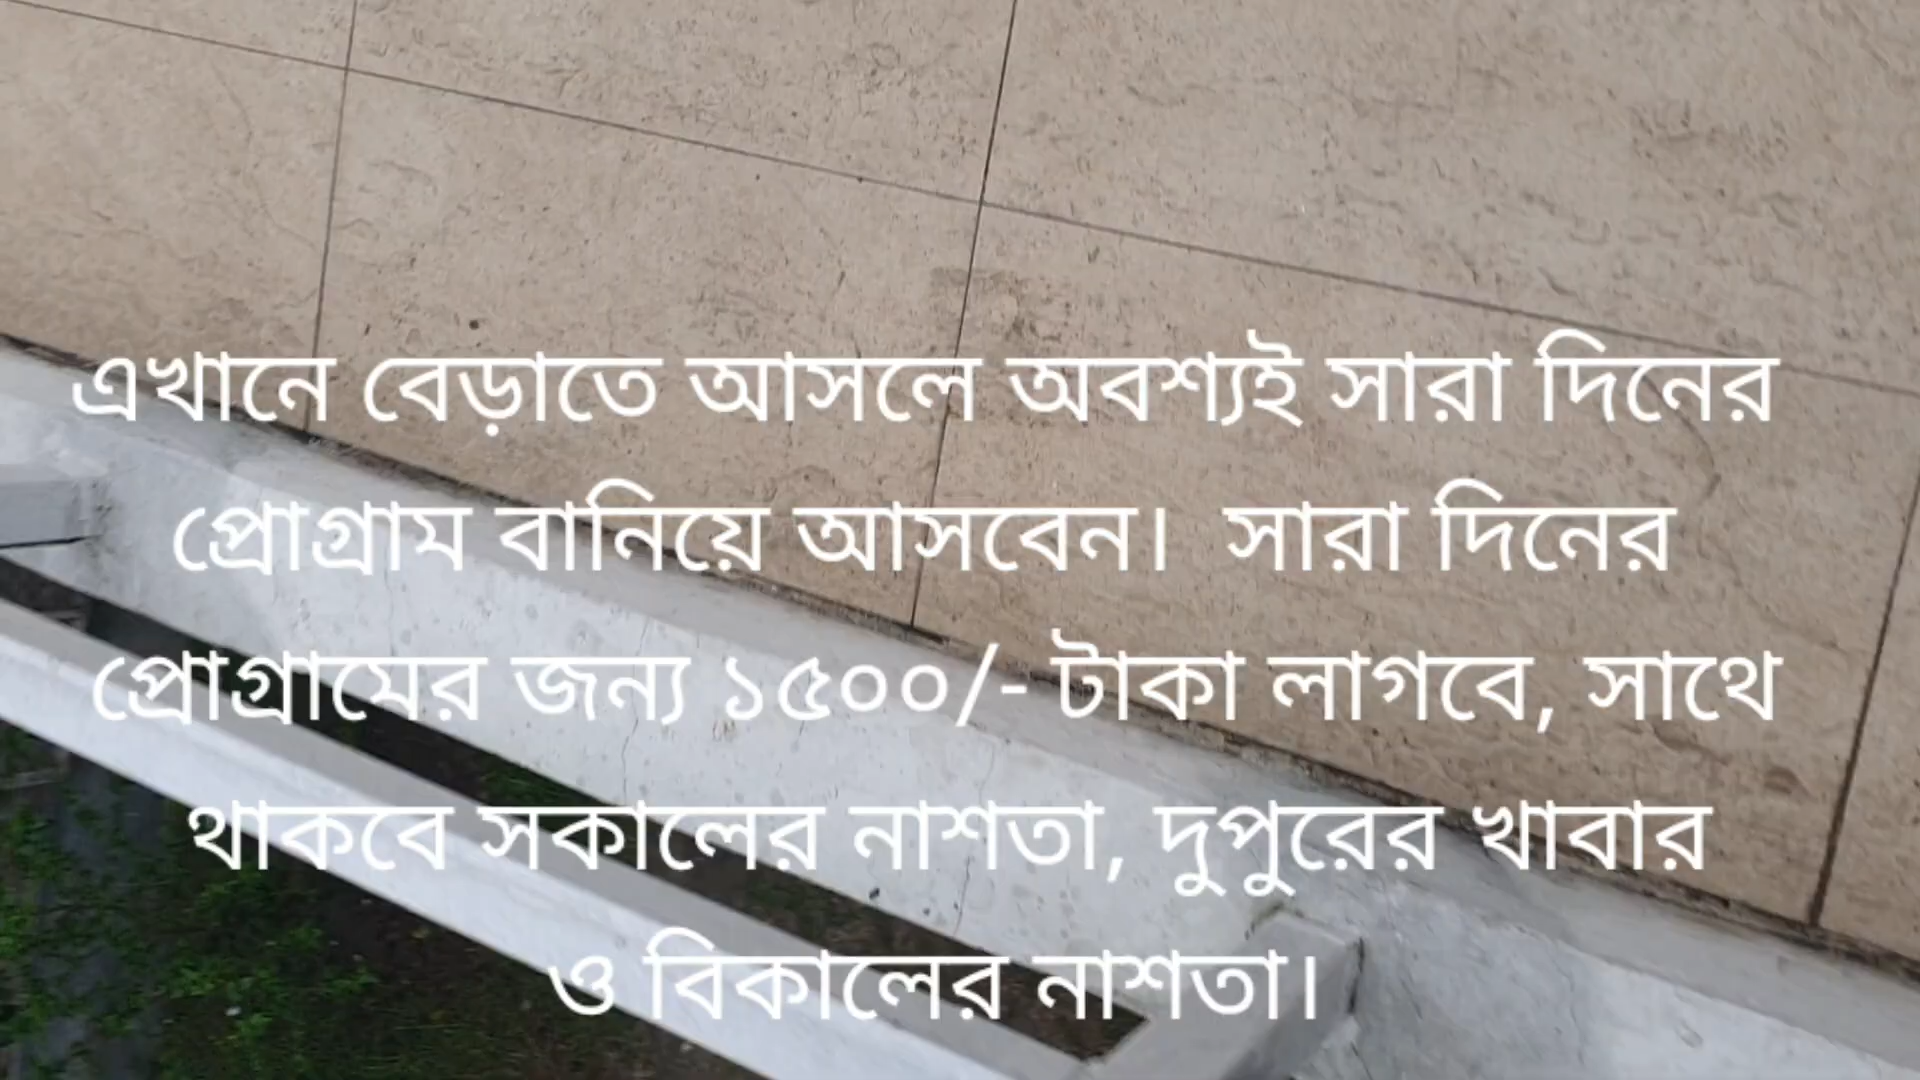 এখানে বেড়াতে আসলে অবশ্যই সারা দিনের
প্রোগ্রাম বানিয়ে আসবেন। সারা দিনের
প্রোগ্রামের জন্য ১৫০০/- টাকা লাগবে, সাথে
থাকবে সকালের নাশতা, দুপুরের খাবার
ও বিকালের নাশতা।